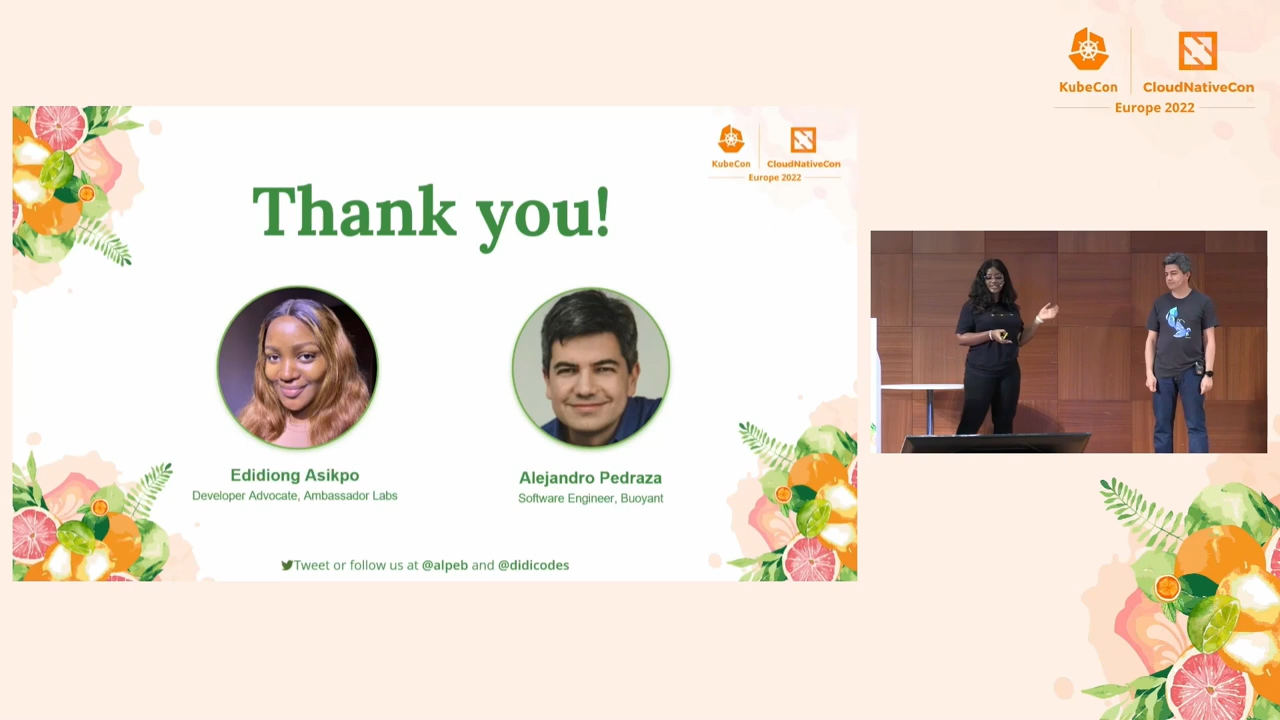 KubeCon
CloudNativeCon
Europe 2022
KubeCon
CloudNativeCon
Europe 2022
Thank you!
Edidiong Asikpo
Developer Advocate, Ambassador Labs
Alejandro Pedraza
Software Engineer, Buoyant
Tweet or follow us at @alpeb and @didicodes